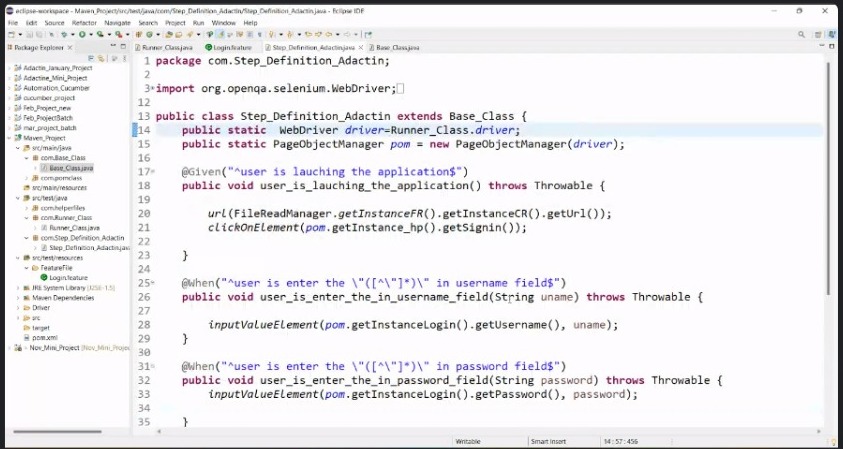 eclipse-workspace - Maven_Project/src/test/java/com/Step_Definition_Adactin/Step_Definition_Adactin.java - Eclipse IDE
File Edit Source Refactor Navigate Search Project Run Window Help
Package Explorer
Runner_Class.java Login.feature Step_Definition_Adactin.java Base_Class.java
Adactin_January_Project
Adactine_Mini_Project
Automation_Cucumber
cucumber_project
Feb_Project_new
Feb_ProjectBatch
mar_project_batch
Maven_Project
src/main/java
com.Base_Class
Base_Class.java
com.pomclass
src/main/resources
src/test/java
com.helperfiles
com.Runner_Class
Runner_Class.java
com.Step_Definition_Adactin
Step_Definition_Adactin.java
src/test/resources
FeatureFile
Login.feature
JRE System Library [J2SE-1.5]
Maven Dependencies
Driver
src
target
pom.xml
Nov_Mini_Project [Nov_Mini_Projec
1 package com.Step_Definition_Adactin;
2
3 import org.openqa.selenium.WebDriver;
12
13 public class Step_Definition_Adactin extends Base_Class {
14 public static WebDriver driver=Runner_Class.driver;
15 public static PageObjectManager pom = new PageObjectManager(driver);
16
17 @Given("^user is lauching the application$")
18 public void user_is_lauching_the_application() throws Throwable {
19
20 url(FileReadManager.getInstanceFR().getInstanceCR().getUrl());
21 clickOnElement(pom.getInstance_hp().getSignin());
22
23 }
24
25 @When("^user is enter the \"([^\"]*)\" in username field$")
26 public void user_is_enter_the_in_username_field(String uname) throws Throwable {
27
28 inputValueElement(pom.getInstanceLogin().getUsername(), uname);
29 }
30
31 @When("^user is enter the \"([^\"]*)\" in password field$")
32 public void user_is_enter_the_in_password_field(String password) throws Throwable {
33 inputValueElement(pom.getInstanceLogin().getPassword(), password);
34
35 }
Writable Smart Insert 14 : 57 : 456